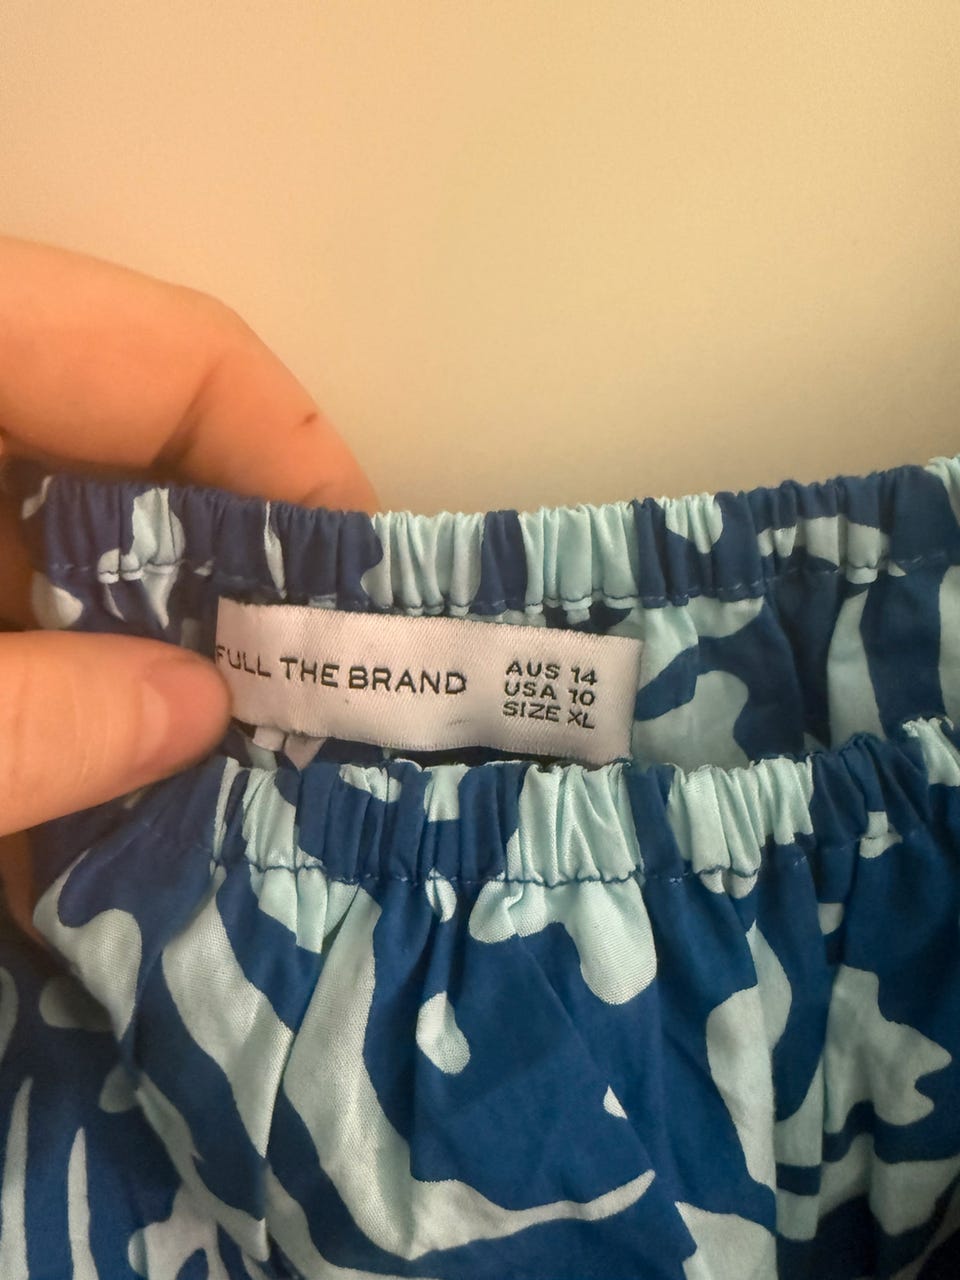 FULL THE BRAND
AUS 14
USA 10
SIZE XL